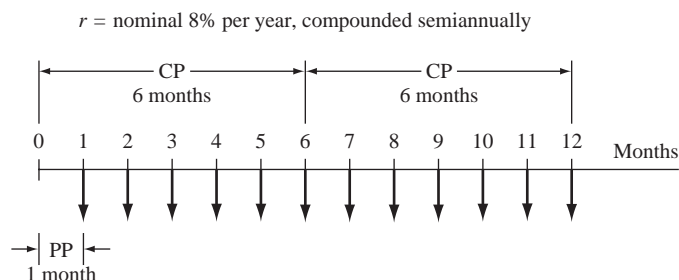 r = nominal 8% per year, compounded semiannually
CP CP
6 months 6 months
0 1 2 3 4 5 6 7 8 9 10 11 12 Months
PP
1 month